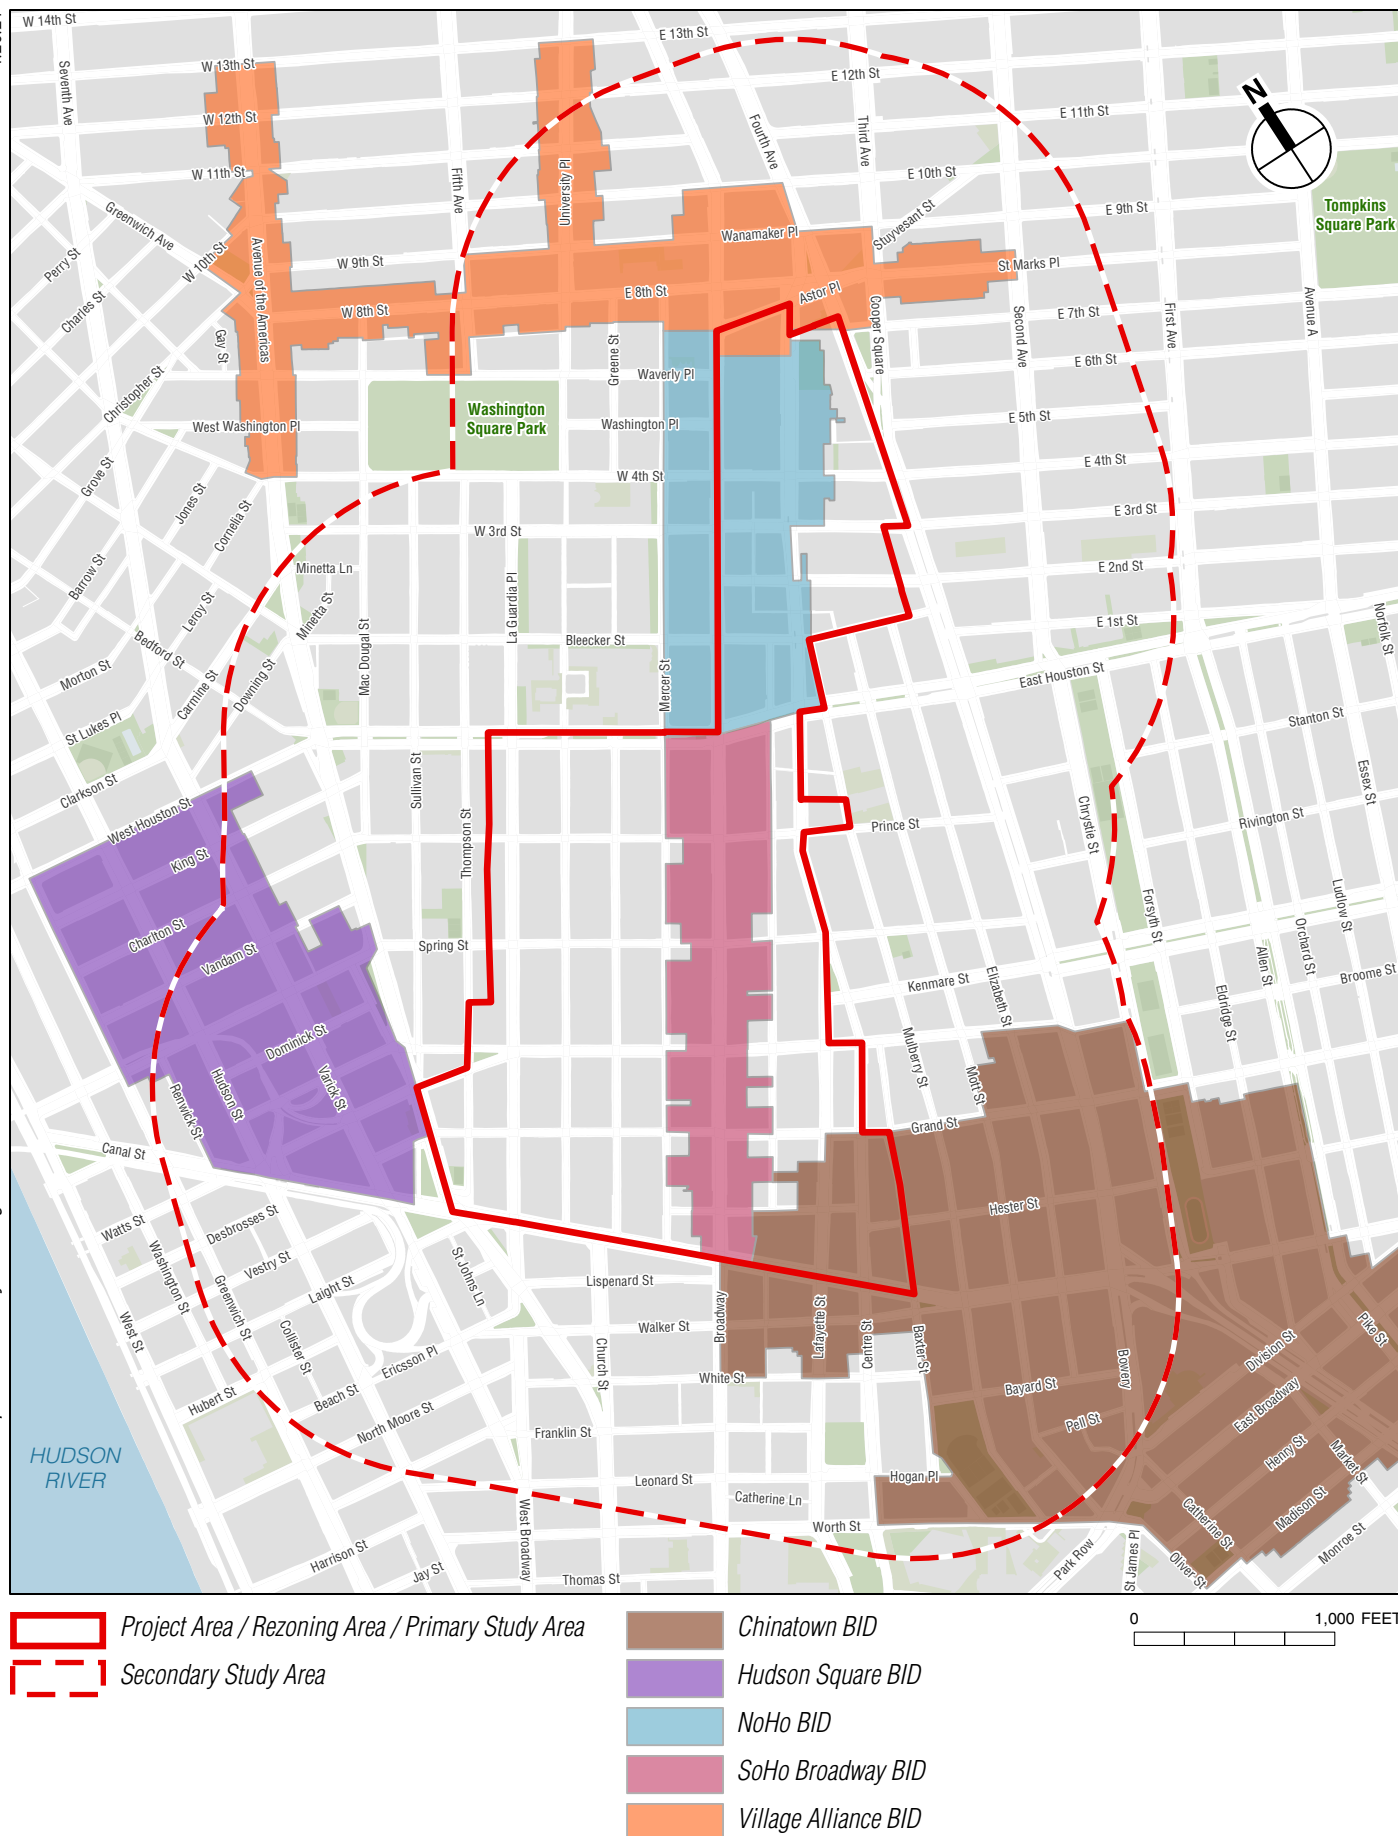 W 14th St
E 13th St
W 13th St
Seventh Ave
E 12th St
W 12th St
E 11th St
Fourth Ave
Third Ave
N
W 11th St
Fifth Ave
University Pl
E 10th St
Tompkins
Square Park
Greenwich Ave
E 9th St
Stuyvesant St
Wanamaker Pl
Perry St
W 10th St
Avenue of the Americas
W 9th St
St Marks Pl
Charles St
W 8th St
E 8th St
Astor Pl
Cooper Square
Second Ave
E 7th St
First Ave
Avenue A
Gay St
Greene St
E 6th St
Christopher St
Waverly Pl
Washington
Square Park
West Washington Pl
Washington Pl
E 5th St
Grove St
W 4th St
E 4th St
Jones St
Cornelia St
W 3rd St
E 3rd St
Barrow St
Minetta Ln
E 2nd St
Leroy St
Minetta St
La Guardia Pl
E 1st St
Norfolk St
Bedford St
Mac Dougal St
Bleecker St
Morton St
Carmine St
Downing St
Mercer St
East Houston St
St Lukes Pl
Stanton St
Clarkson St
Sullivan St
Essex St
West Houston St
Thompson St
Prince St
Chrystie St
Rivington St
King St
Charlton St
Vandam St
Spring St
Forsyth St
Ludlow St
Orchard St
Allen St
Kenmare St
Elizabeth St
Eldridge St
Broome St
Dominick St
Mulberry St
Mott St
Renwick St
Hudson St
Varick St
Canal St
Grand St
Watts St
Desbrosses St
Hester St
Washington St
Vestry St
Greenwich St
Laight St
St Johns Ln
Lispenard St
West St
Collister St
Ericsson Pl
Walker St
Broadway
Lafayette St
Centre St
Baxter St
Bowery
Division St
Pike St
Hubert St
Beach St
Church St
White St
Bayard St
East Broadway
North Moore St
Franklin St
Pell St
Henry St
Market St
HUDSON
RIVER
Leonard St
Hogan Pl
Catherine Ln
Catherine St
Madison St
West Broadway
Worth St
Monroe St
Harrison St
Jay St
Thomas St
Park Row
St James Pl
Oliver St
Project Area / Rezoning Area / Primary Study Area
Secondary Study Area
Chinatown BID
Hudson Square BID
NoHo BID
SoHo Broadway BID
Village Alliance BID
0 1,000 FEET